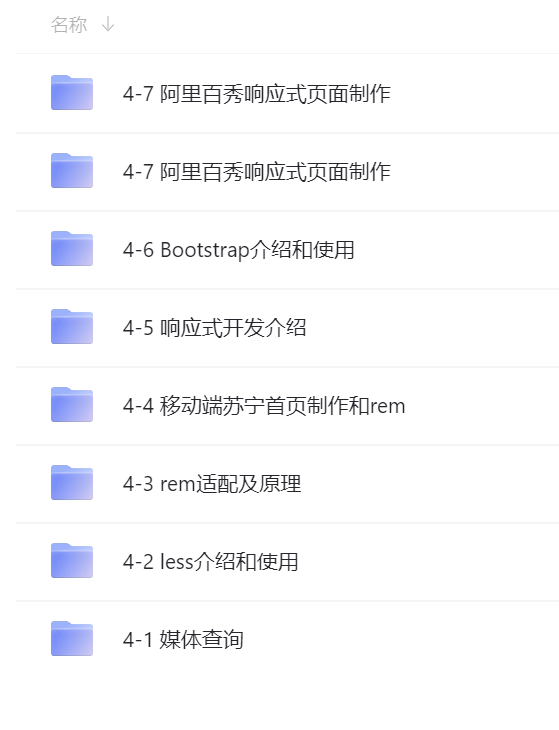 名称 ↓
4-7 阿里百秀响应式页面制作
4-7 阿里百秀响应式页面制作
4-6 Bootstrap介绍和使用
4-5 响应式开发介绍
4-4 移动端苏宁首页制作和rem
4-3 rem适配及原理
4-2 less介绍和使用
4-1 媒体查询